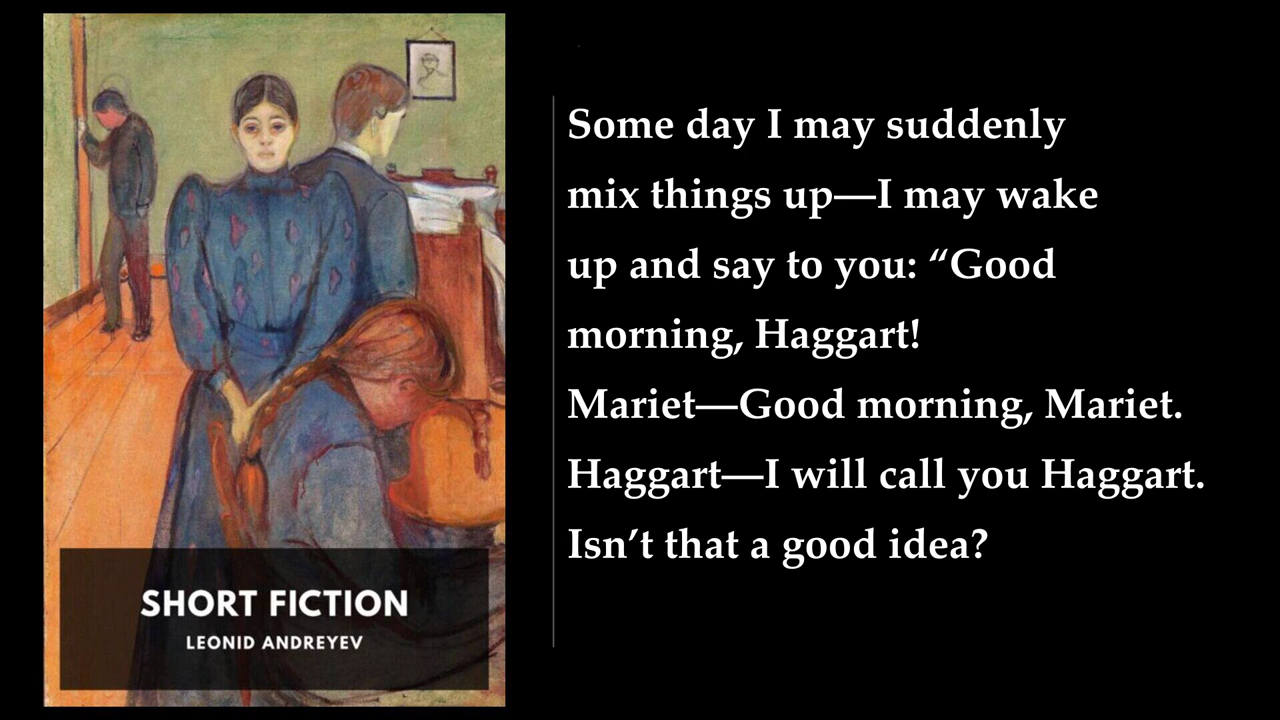 SHORT FICTION
LEONID ANDREYEV
Some day I may suddenly
mix things up—I may wake
up and say to you: “Good
morning, Haggart!
Mariet—Good morning, Mariet.
Haggart—I will call you Haggart.
Isn’t that a good idea?